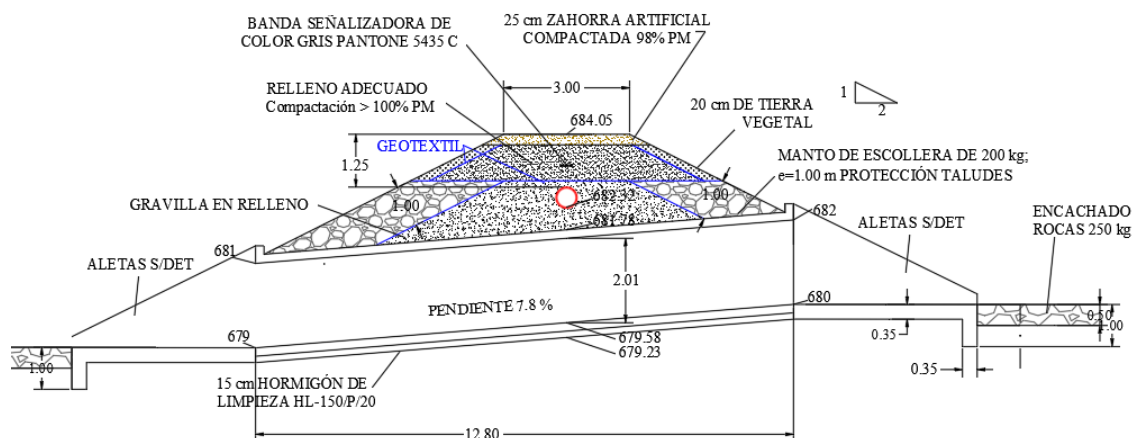 BANDA SEÑALIZADORA DE
COLOR GRIS PANTONE 5435 C
25 cm ZAHORRA ARTIFICIAL
COMPACTADA 98% PM
RELLENO ADECUADO
Compactación > 100% PM
3.00
1
2
684.05
20 cm DE TIERRA
VEGETAL
GEOTEXTIL
1.25
MANTO DE ESCOLLERA DE 200 kg;
e=1.00 m PROTECCIÓN TALUDES
1.00
1.00
682.32
GRAVILLA EN RELLENO
681.78
682
681
ALETAS S/DET
ALETAS S/DET
ENCACHADO
ROCAS 250 kg
2.01
PENDIENTE 7.8 %
680
679
679.58
679.23
0.35
0.50
1.00
1.00
0.35
15 cm HORMIGÓN DE
LIMPIEZA HL-150/P/20
12.80